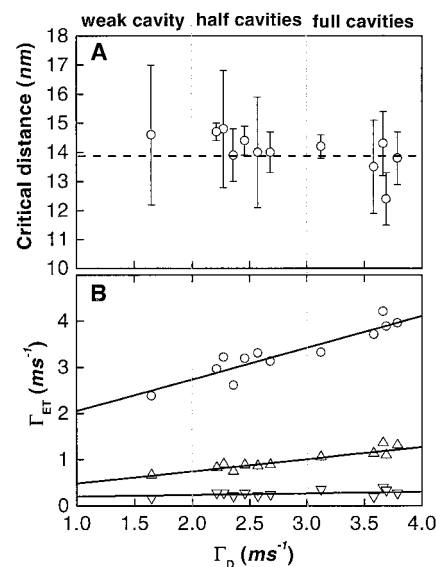 weak cavity half cavities full cavities
A
Critical distance (nm)
18
17
16
15
14
13
12
11
10
B
Γ_ET (ms⁻¹)
4
3
2
1
0
1.0 1.5 2.0 2.5 3.0 3.5 4.0
Γ_D (ms⁻¹)